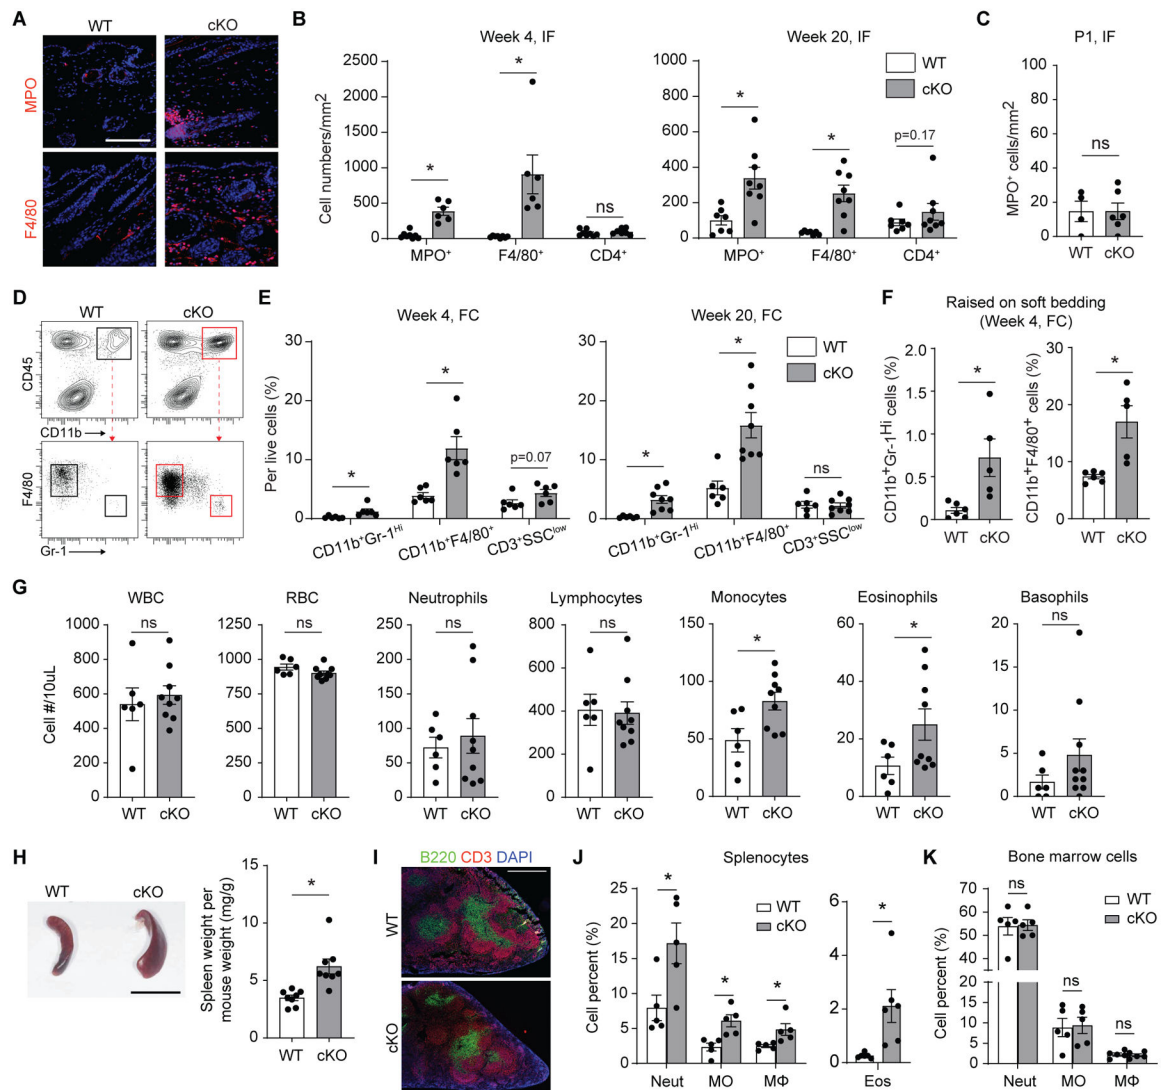 A
WT
cKO
MPO
F4/80
B
Week 4, IF
Cell numbers/mm2
2500
2000
1500
1000
500
0
*
*
ns
MPO⁺
F4/80⁺
CD4⁺
Week 20, IF
WT
cKO
1000
800
600
400
200
0
*
*
p=0.17
MPO⁺
F4/80⁺
CD4⁺
C
P1, IF
MPO⁺ cells/mm2
100
80
60
40
20
0
ns
WT
cKO
D
WT
cKO
CD45
CD11b
F4/80
Gr-1
E
Week 4, FC
Per live cells (%)
30
20
10
0
*
*
p=0.07
CD11b⁺Gr-1ᴴⁱ
CD11b⁺F4/80⁺
CD3⁺SSCˡᵒʷ
Week 20, FC
WT
cKO
30
20
10
0
*
*
ns
CD11b⁺Gr-1ᴴⁱ
CD11b⁺F4/80⁺
CD3⁺SSCˡᵒʷ
F
Raised on soft bedding
(Week 4, FC)
CD11b⁺Gr-1ᴴⁱ cells (%)
2.0
1.5
1.0
0.5
0.0
*
WT
cKO
CD11b⁺F4/80⁺ cells (%)
30
20
10
0
*
WT
cKO
G
Cell #/10uL
WBC
1000
800
600
400
200
0
ns
WT
cKO
RBC
1250
1000
750
500
250
0
ns
WT
cKO
Neutrophils
250
200
150
100
50
0
ns
WT
cKO
Lymphocytes
800
600
400
200
0
ns
WT
cKO
Monocytes
150
100
50
0
*
WT
cKO
Eosinophils
60
40
20
0
*
WT
cKO
Basophils
20
15
10
5
0
ns
WT
cKO
H
WT
cKO
Spleen weight per
mouse weight (mg/g)
15
10
5
0
*
WT
cKO
I
B220 CD3 DAPI
WT
cKO
J
Splenocytes
Cell percent (%)
25
20
15
10
5
0
*
*
*
WT
cKO
Neut
MO
MΦ
6
4
2
0
*
Eos
K
Bone marrow cells
Cell percent (%)
70
60
50
40
30
20
10
0
ns
ns
ns
WT
cKO
Neut
MO
MΦ